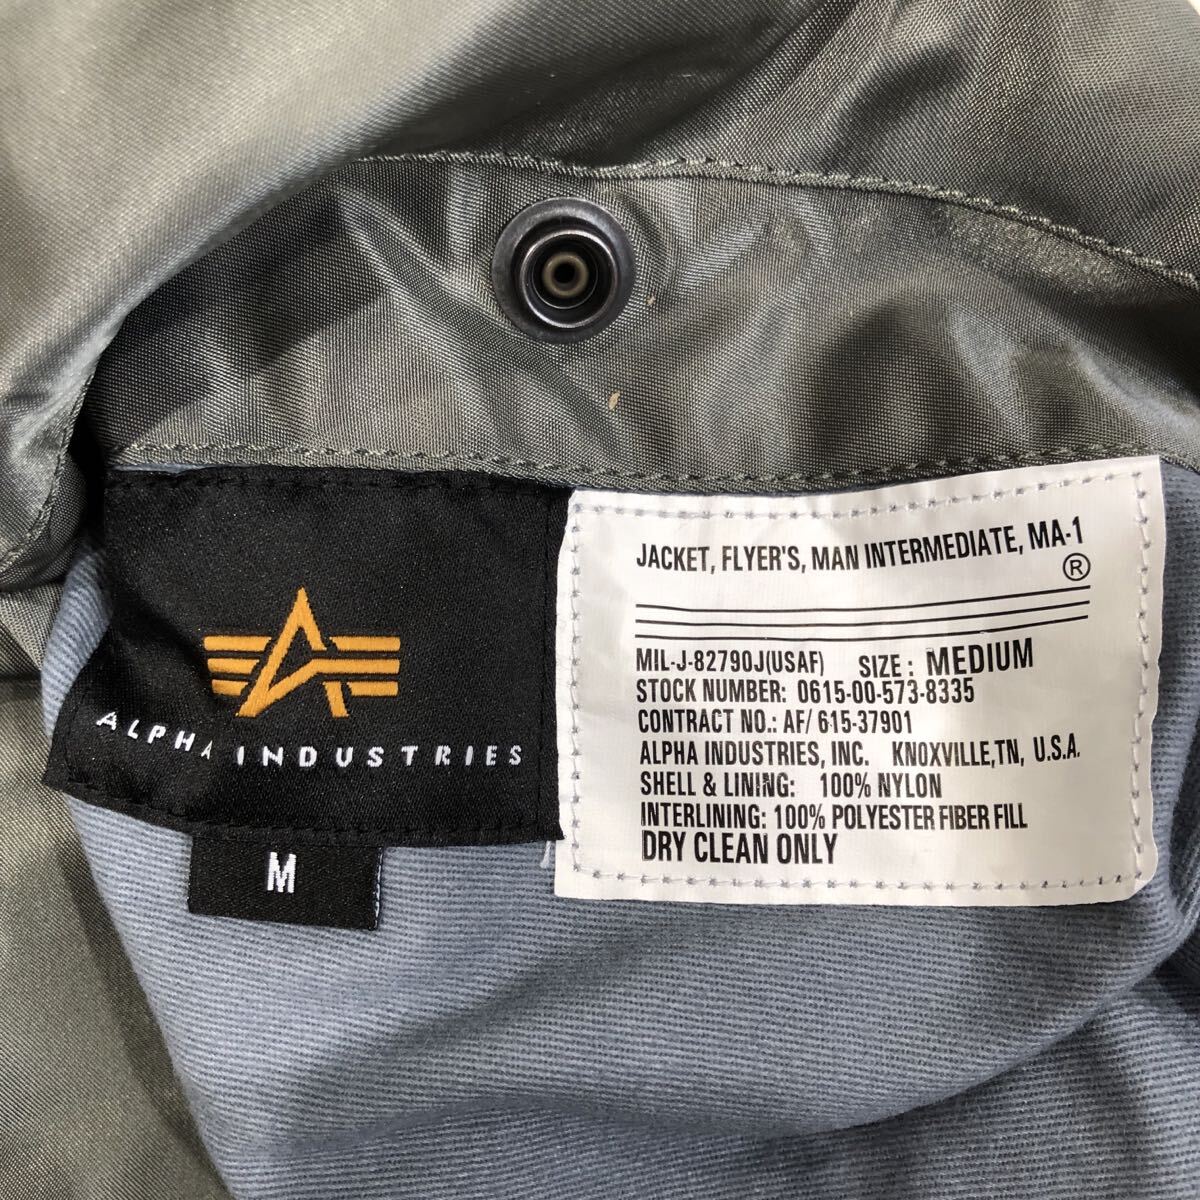 ALPHA INDUSTRIES
M
JACKET, FLYER'S, MAN INTERMEDIATE, MA-1
®
MIL-J-82790J(USAF) SIZE: MEDIUM
STOCK NUMBER: 0615-00-573-8335
CONTRACT NO.: AF/ 615-37901
ALPHA INDUSTRIES, INC. KNOXVILLE,TN, U.S.A.
SHELL & LINING: 100% NYLON
INTERLINING: 100% POLYESTER FIBER FILL
DRY CLEAN ONLY